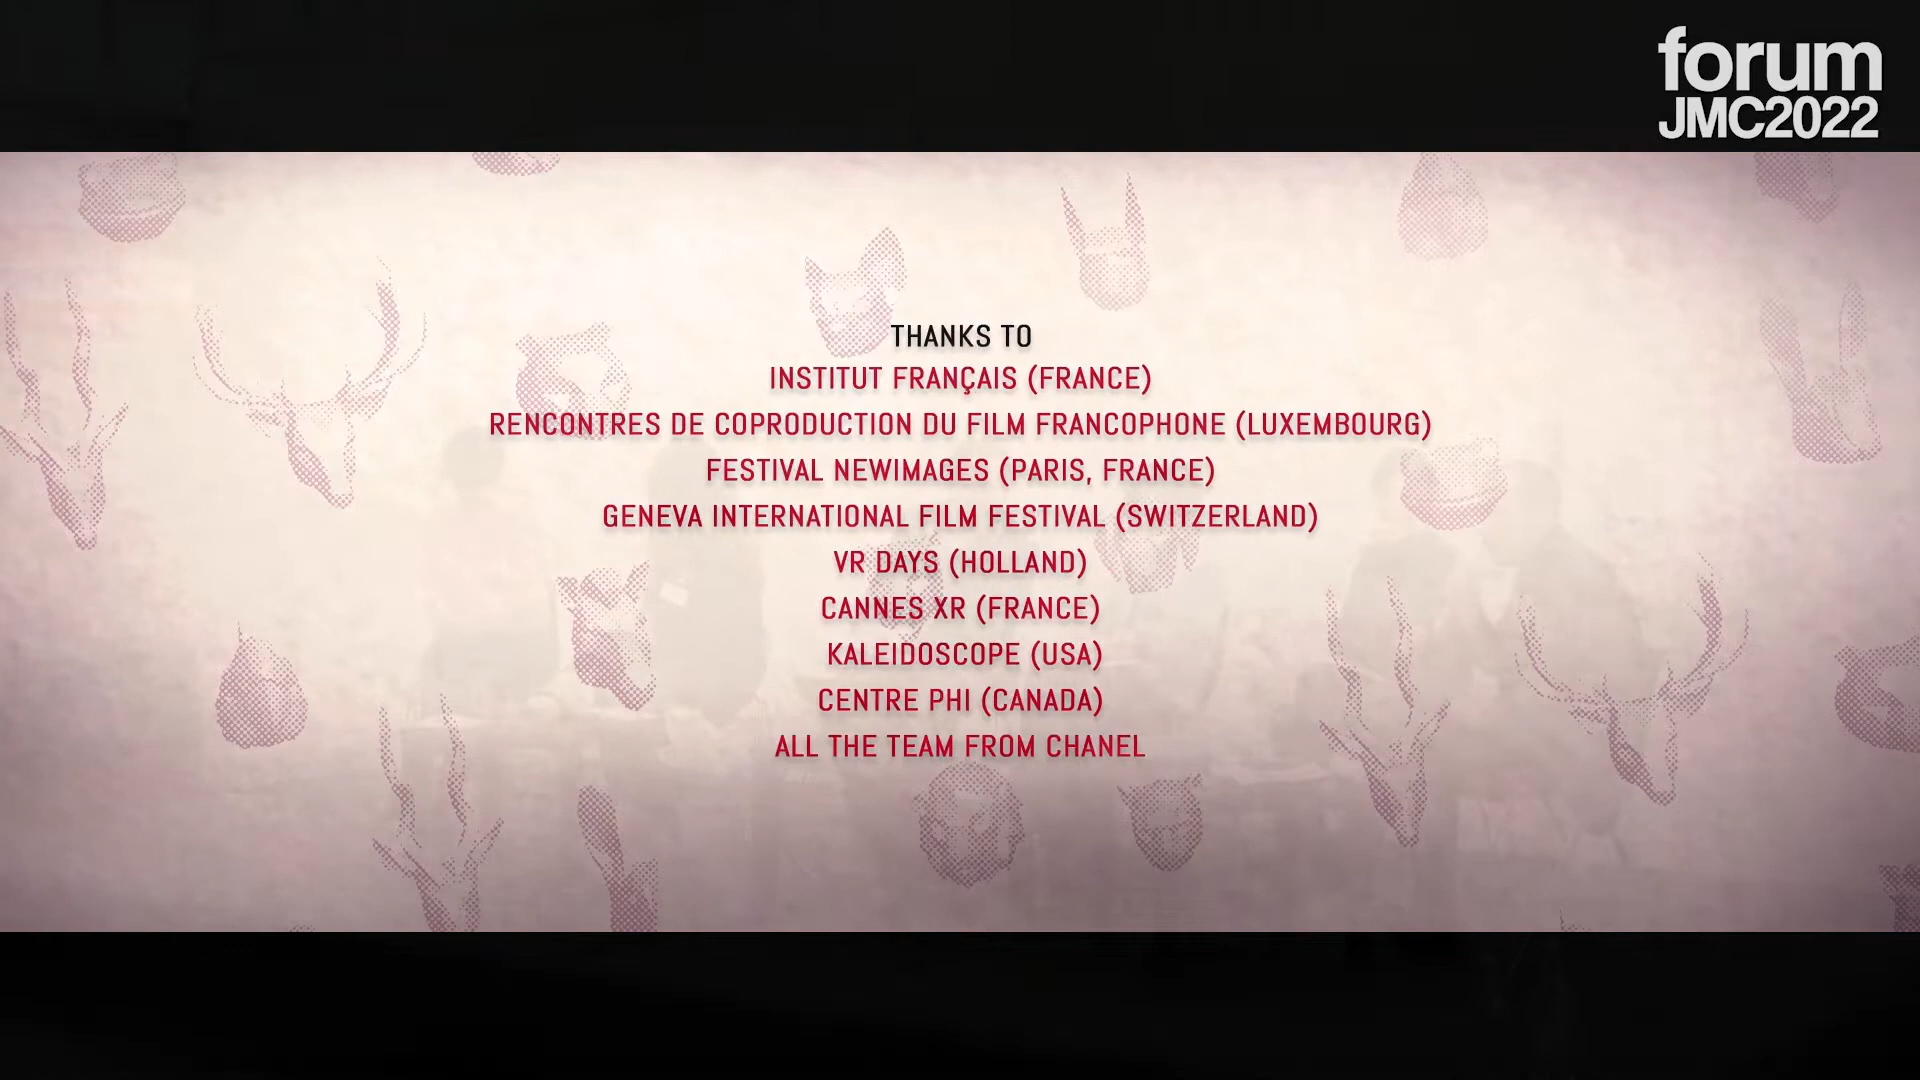 forum
JMC2022
THANKS TO
INSTITUT FRANÇAIS (FRANCE)
RENCONTRES DE COPRODUCTION DU FILM FRANCOPHONE (LUXEMBOURG)
FESTIVAL NEWIMAGES (PARIS, FRANCE)
GENEVA INTERNATIONAL FILM FESTIVAL (SWITZERLAND)
VR DAYS (HOLLAND)
CANNES XR (FRANCE)
KALEIDOSCOPE (USA)
CENTRE PHI (CANADA)
ALL THE TEAM FROM CHANEL